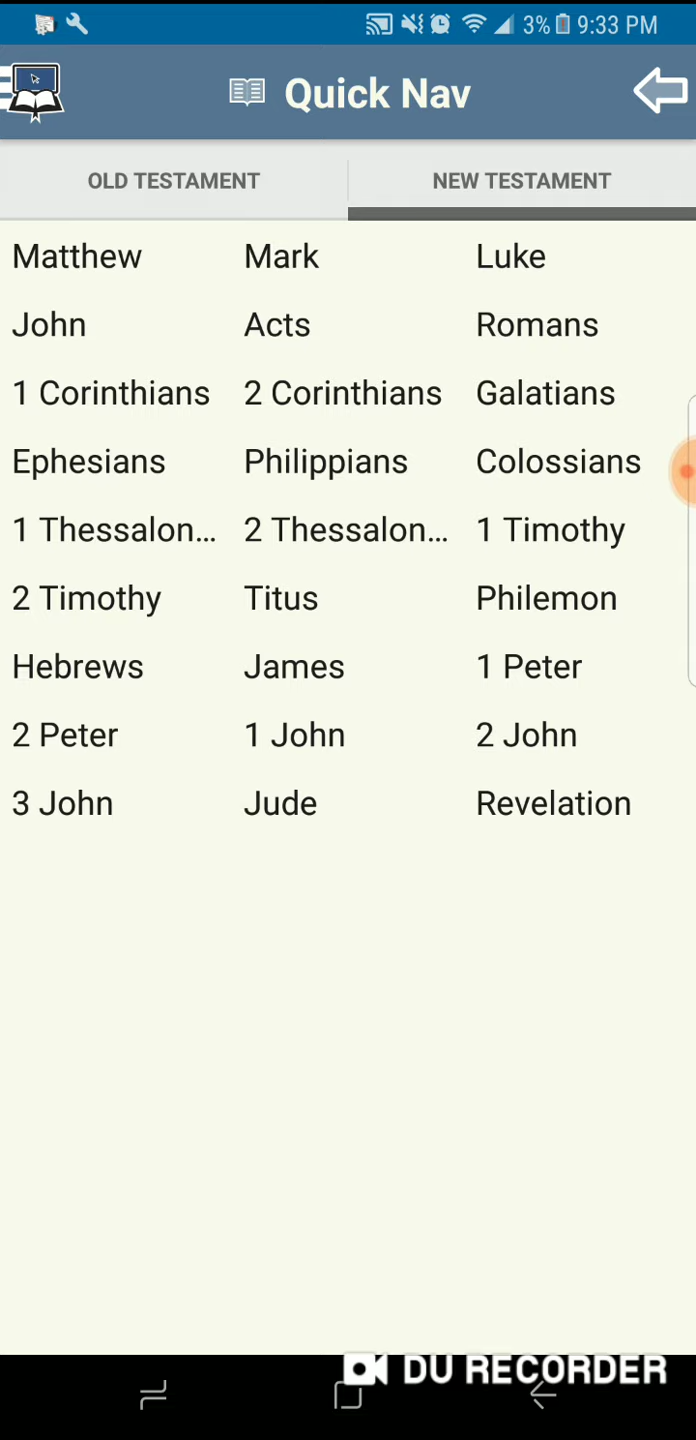 3% 9:33 PM
Quick Nav
OLD TESTAMENT NEW TESTAMENT
Matthew Mark Luke
John Acts Romans
1 Corinthians 2 Corinthians Galatians
Ephesians Philippians Colossians
1 Thessalon... 2 Thessalon... 1 Timothy
2 Timothy Titus Philemon
Hebrews James 1 Peter
2 Peter 1 John 2 John
3 John Jude Revelation
DU RECORDER